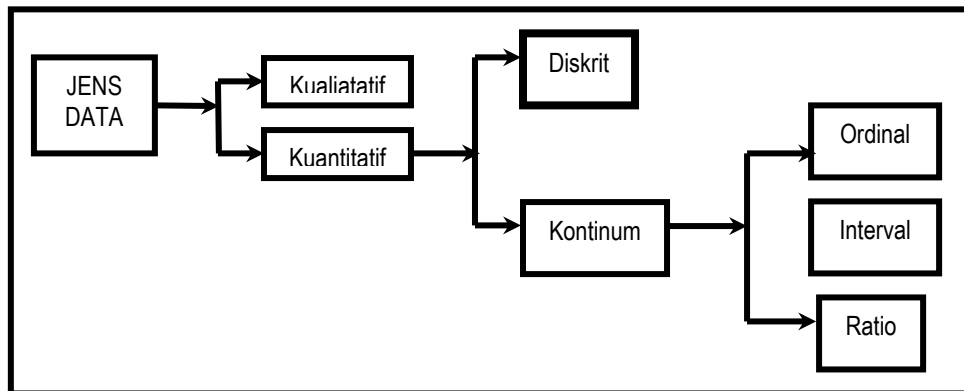 JENS
DATA
Kualiatatif
Kuantitatif
Diskrit
Kontinum
Ordinal
Interval
Ratio